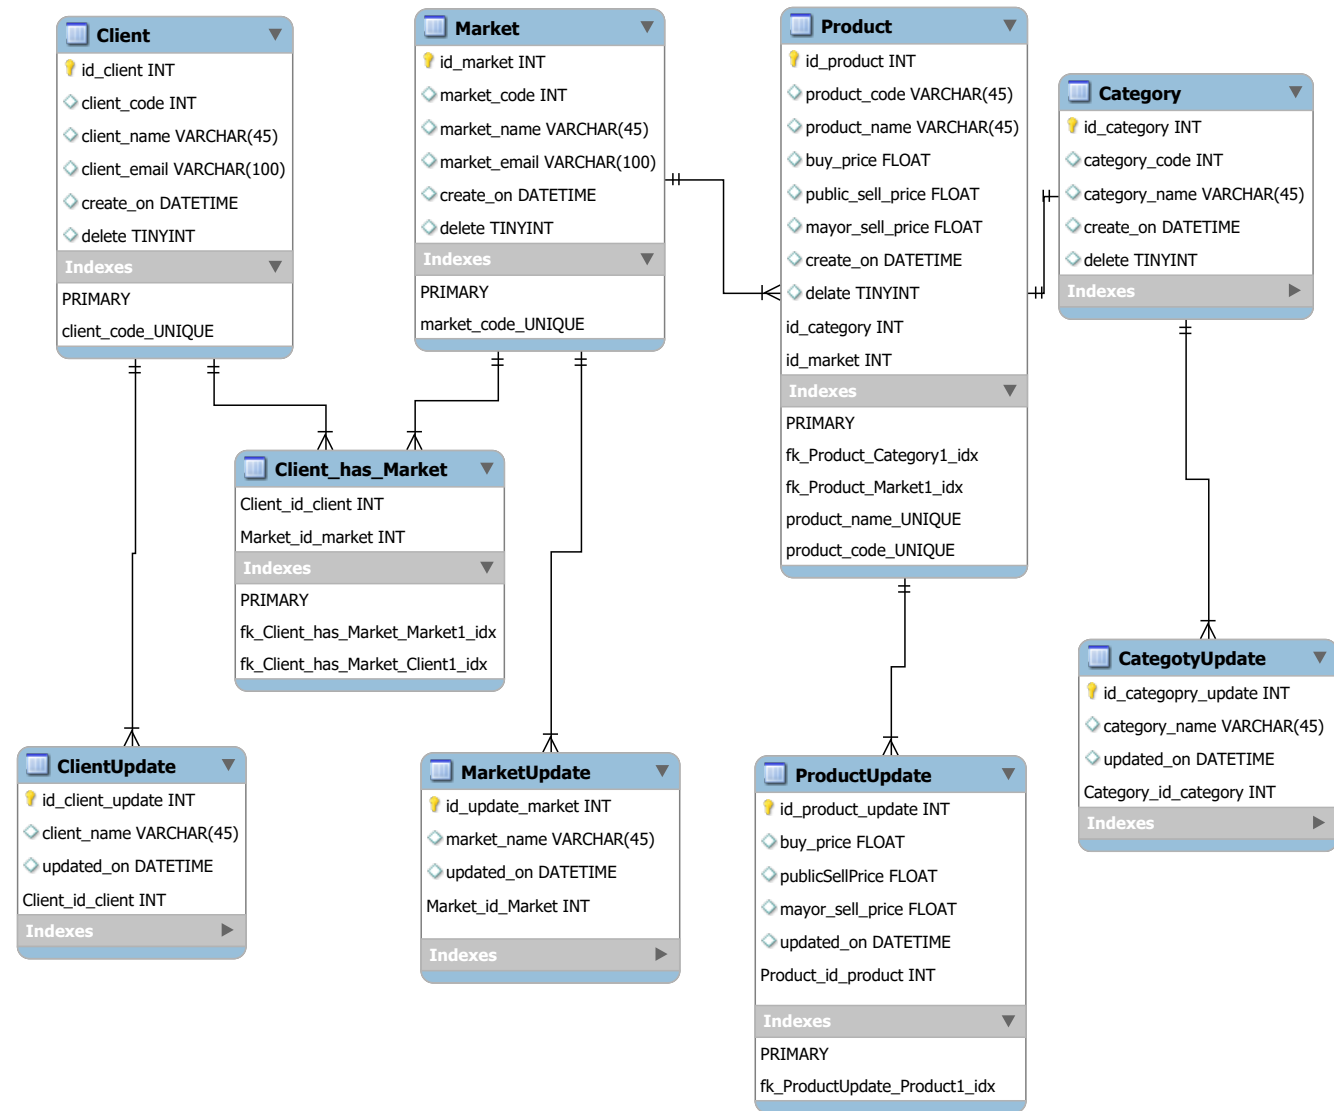 Client
id_client INT
client_code INT
client_name VARCHAR(45)
client_email VARCHAR(100)
create_on DATETIME
delete TINYINT
Indexes
PRIMARY
client_code_UNIQUE
Market
id_market INT
market_code INT
market_name VARCHAR(45)
market_email VARCHAR(100)
create_on DATETIME
delete TINYINT
Indexes
PRIMARY
market_code_UNIQUE
Product
id_product INT
product_code VARCHAR(45)
product_name VARCHAR(45)
buy_price FLOAT
public_sell_price FLOAT
mayor_sell_price FLOAT
create_on DATETIME
delate TINYINT
id_category INT
id_market INT
Indexes
PRIMARY
fk_Product_Category1_idx
fk_Product_Market1_idx
product_name_UNIQUE
product_code_UNIQUE
Category
id_category INT
category_code INT
category_name VARCHAR(45)
create_on DATETIME
delete TINYINT
Indexes
Client_has_Market
Client_id_client INT
Market_id_market INT
Indexes
PRIMARY
fk_Client_has_Market_Market1_idx
fk_Client_has_Market_Client1_idx
CategotyUpdate
id_categopry_update INT
category_name VARCHAR(45)
updated_on DATETIME
Category_id_category INT
Indexes
ClientUpdate
id_client_update INT
client_name VARCHAR(45)
updated_on DATETIME
Client_id_client INT
Indexes
MarketUpdate
id_update_market INT
market_name VARCHAR(45)
updated_on DATETIME
Market_id_Market INT
Indexes
ProductUpdate
id_product_update INT
buy_price FLOAT
publicSellPrice FLOAT
mayor_sell_price FLOAT
updated_on DATETIME
Product_id_product INT
Indexes
PRIMARY
fk_ProductUpdate_Product1_idx